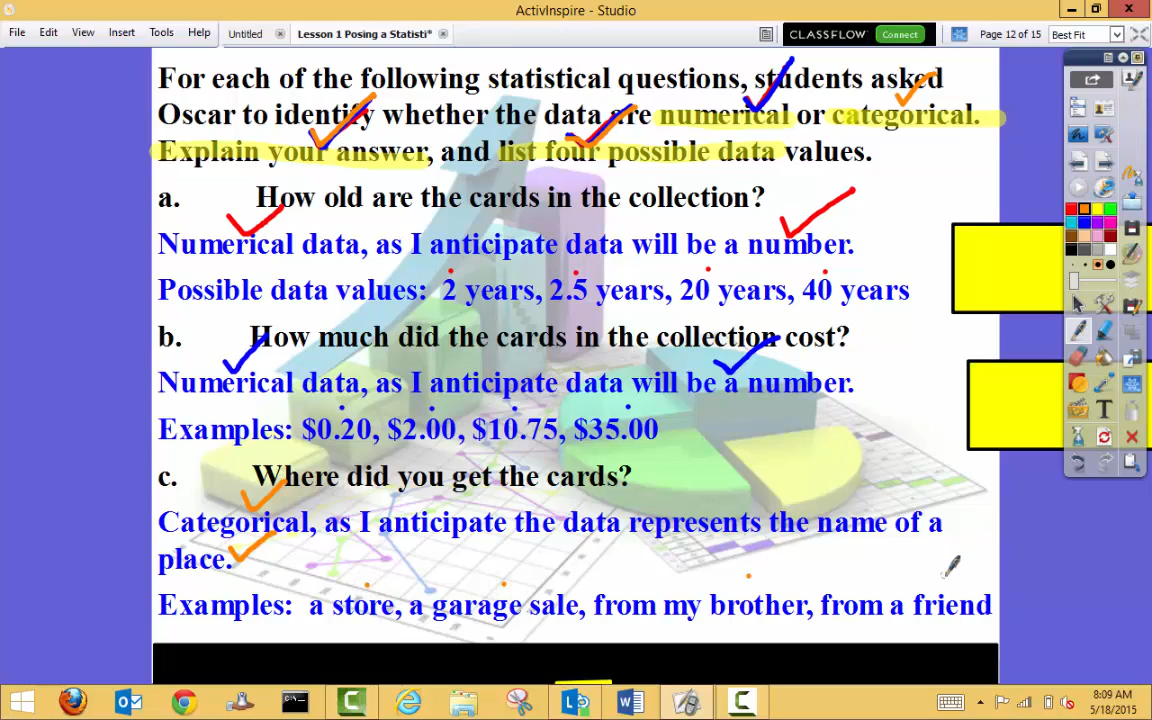 ActivInspire - Studio
File Edit View Insert Tools Help Untitled Lesson 1 Posing a Statisti* CLASSFLOW Connect Page 12 of 15 Best Fit
For each of the following statistical questions, students asked
Oscar to identify whether the data are numerical or categorical.
Explain your answer, and list four possible data values.
a. How old are the cards in the collection?
Numerical data, as I anticipate data will be a number.
Possible data values: 2 years, 2.5 years, 20 years, 40 years
b. How much did the cards in the collection cost?
Numerical data, as I anticipate data will be a number.
Examples: $0.20, $2.00, $10.75, $35.00
c. Where did you get the cards?
Categorical, as I anticipate the data represents the name of a
place.
Examples: a store, a garage sale, from my brother, from a friend
8:09 AM
5/18/2015